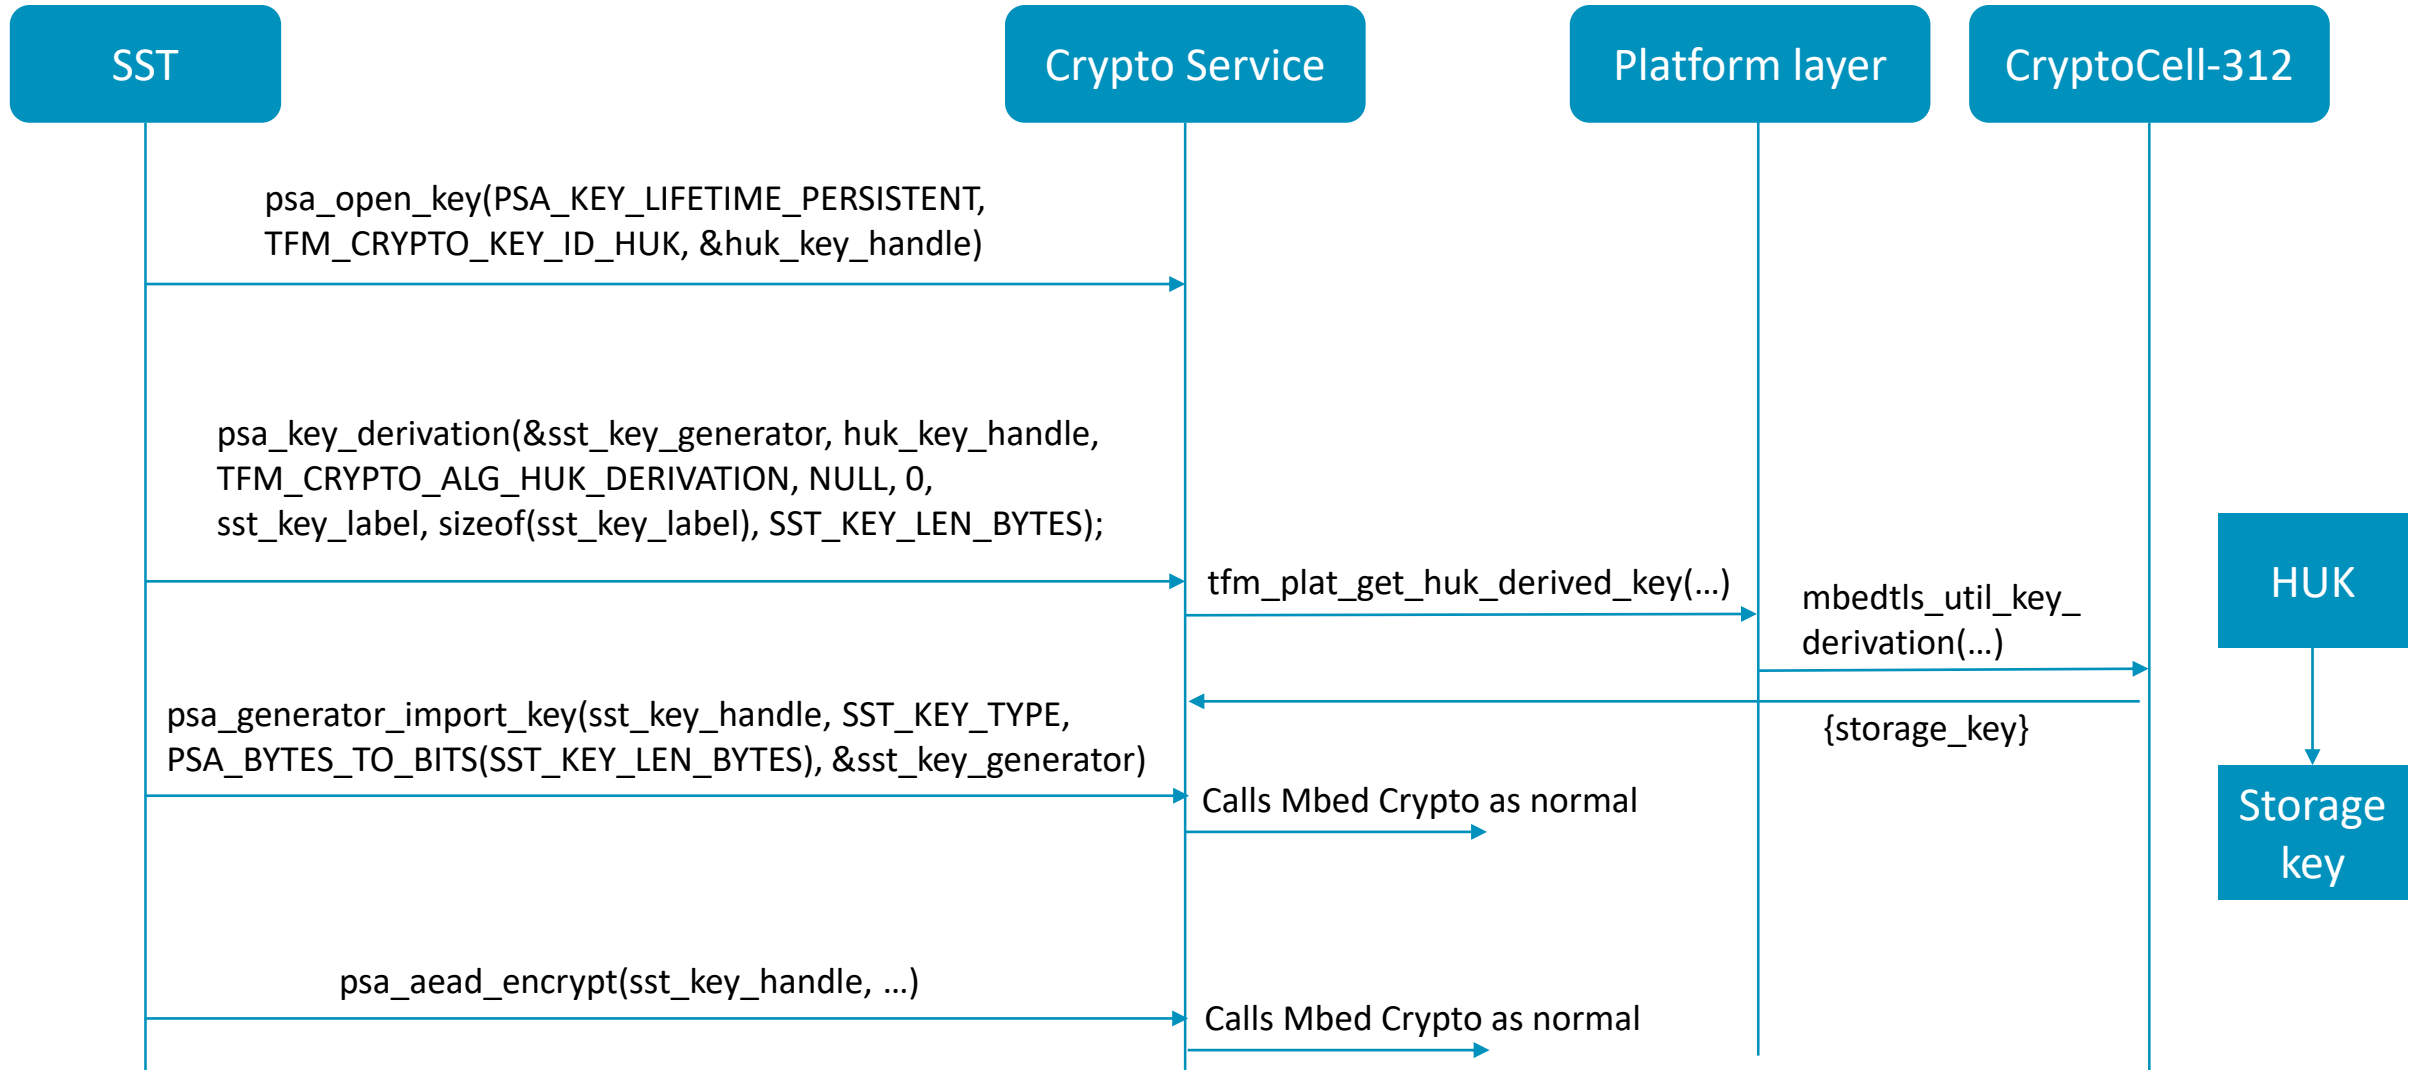 SST
Crypto Service
Platform layer
CryptoCell-312
psa_open_key(PSA_KEY_LIFETIME_PERSISTENT,
TFM_CRYPTO_KEY_ID_HUK, &huk_key_handle)
psa_key_derivation(&sst_key_generator, huk_key_handle,
TFM_CRYPTO_ALG_HUK_DERIVATION, NULL, 0,
sst_key_label, sizeof(sst_key_label), SST_KEY_LEN_BYTES);
tfm_plat_get_huk_derived_key(…)
mbedtls_util_key_
derivation(…)
HUK
{storage_key}
psa_generator_import_key(sst_key_handle, SST_KEY_TYPE,
PSA_BYTES_TO_BITS(SST_KEY_LEN_BYTES), &sst_key_generator)
Calls Mbed Crypto as normal
Storage
key
psa_aead_encrypt(sst_key_handle, …)
Calls Mbed Crypto as normal